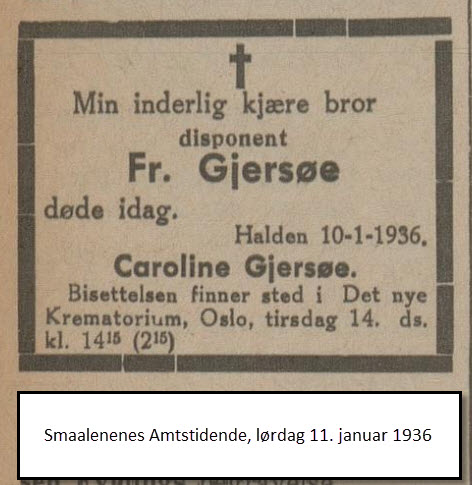 Min inderlig kjære bror
disponent
Fr. Gjersøe
døde idag.
Halden 10-1-1936.
Caroline Gjersøe.
Bisettelsen finner sted i Det nye
Krematorium, Oslo, tirsdag 14. ds.
kl. 14¹⁵ (2¹⁵)
Smaalenenes Amtstidende, lørdag 11. januar 1936